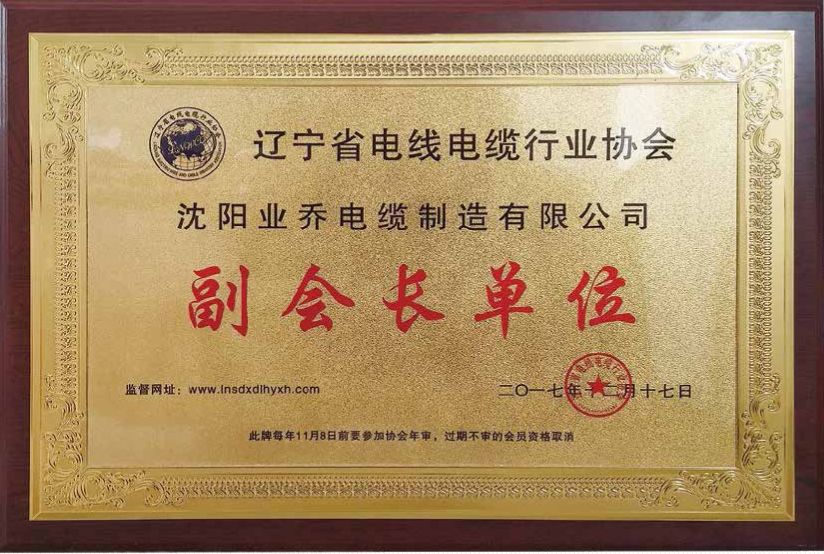 辽宁省电线电缆行业协会
沈阳业乔电缆制造有限公司
副会长单位
监督网址：www.lnsdxdlhyxh.com
二〇一七年十二月十七日
此牌每年11月8日前要参加协会年审，过期不审的会员资格取消